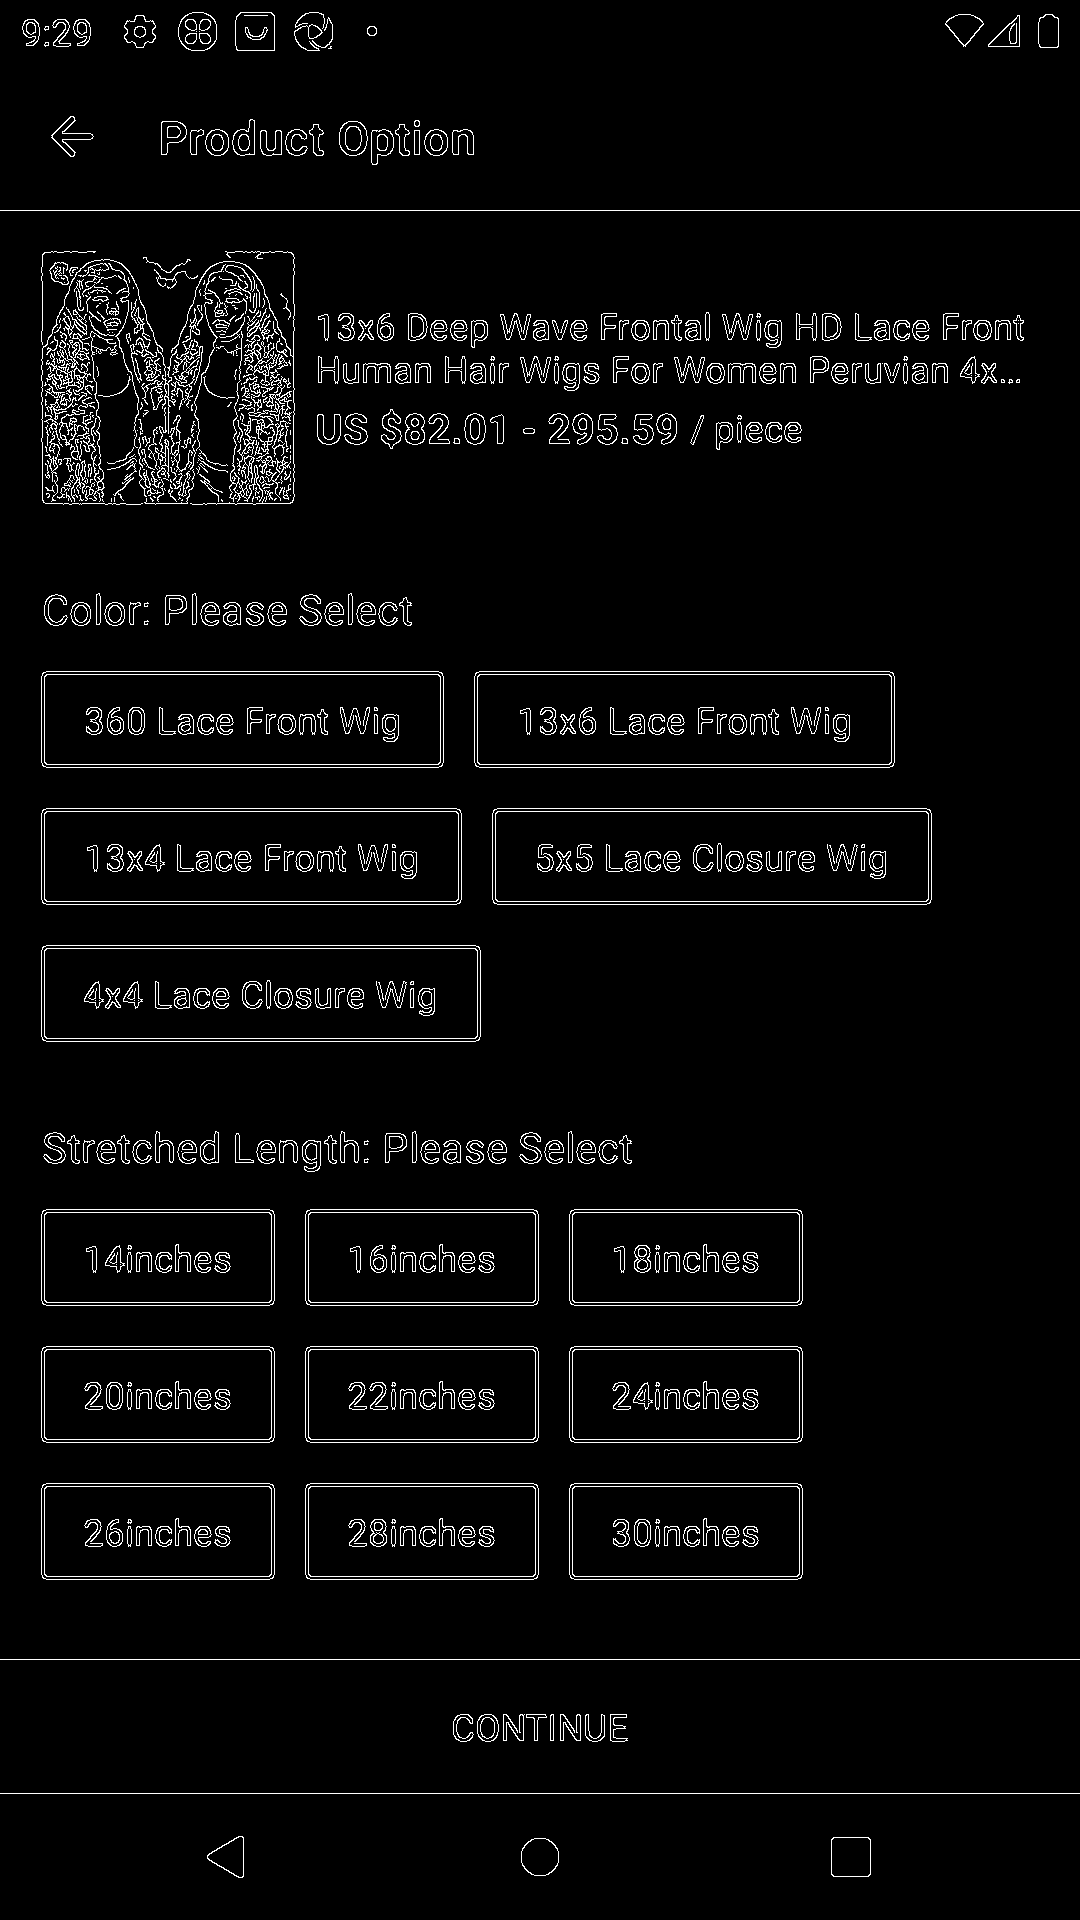 9:29
Product Option
13x6 Deep Wave Frontal Wig HD Lace Front
Human Hair Wigs For Women Peruvian 4x...
US $82.01 - 295.59 / piece
Color: Please Select
360 Lace Front Wig
13x6 Lace Front Wig
13x4 Lace Front Wig
5x5 Lace Closure Wig
4x4 Lace Closure Wig
Stretched Length: Please Select
14inches
16inches
18inches
20inches
22inches
24inches
26inches
28inches
30inches
CONTINUE